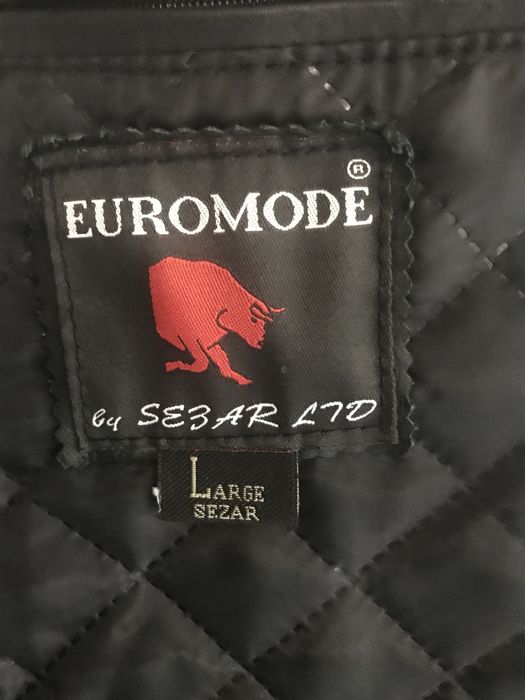 ®
EUROMODE
by SEZAR LTD
LARGE
SEZAR